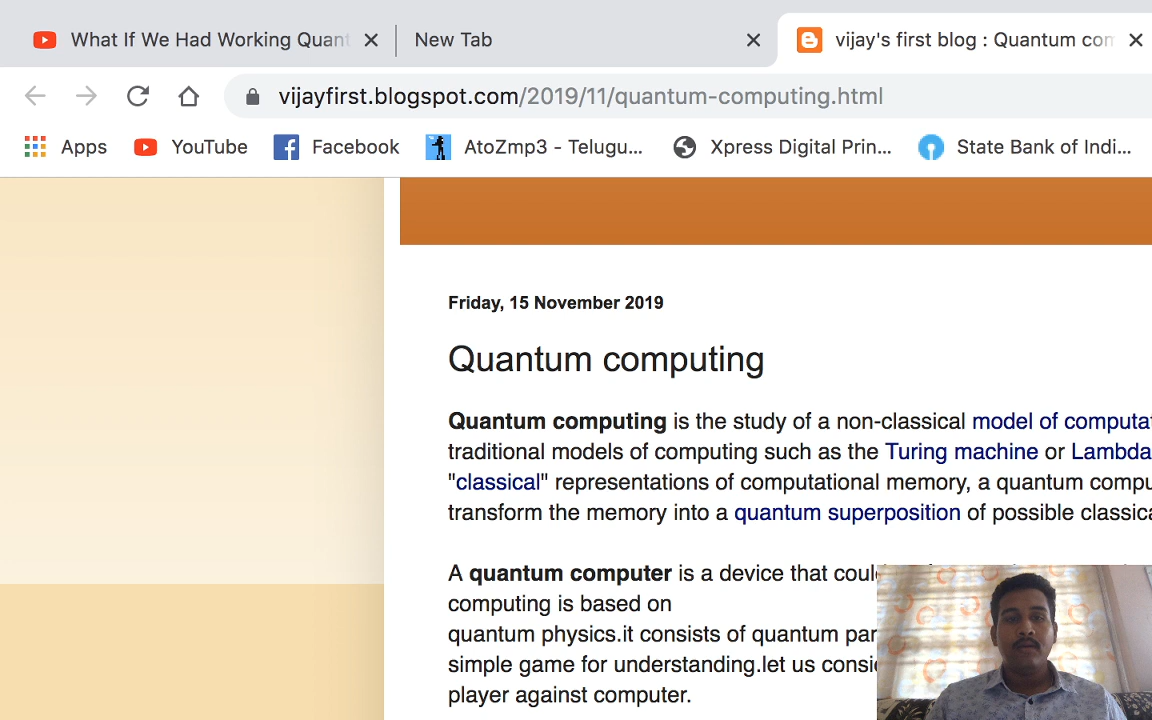 What If We Had Working Quant
New Tab
vijay's first blog : Quantum com
vijayfirst.blogspot.com/2019/11/quantum-computing.html
Apps YouTube Facebook AtoZmp3 - Telugu... Xpress Digital Prin... State Bank of Indi...
Friday, 15 November 2019
Quantum computing
Quantum computing is the study of a non-classical model of computat
traditional models of computing such as the Turing machine or Lambda
"classical" representations of computational memory, a quantum compu
transform the memory into a quantum superposition of possible classica
A quantum computer is a device that coul
computing is based on
quantum physics.it consists of quantum par
simple game for understanding.let us consi
player against computer.